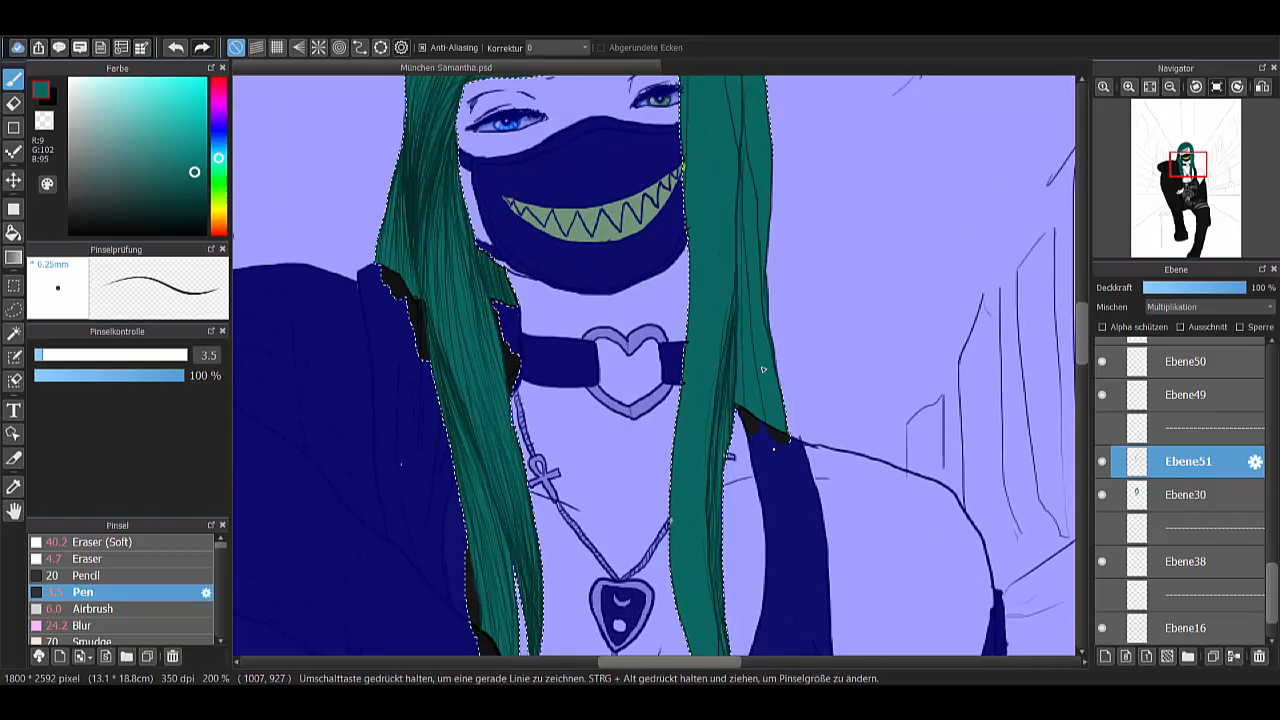 Anti-Aliasing Korrektur 0 Abgerundete Ecken
Farbe
München Samantha.psd
Navigator
R:9
G:102
B:95
Pinselprüfung
* 0.25mm
Pinselkontrolle
3.5
100 %
Pinsel
40.2 Eraser (Soft)
4.7 Eraser
20 Pencil
3.5 Pen
6.0 Airbrush
24.2 Blur
70 Smudge
Ebene
Deckkraft 100 %
Mischen Multiplikation
Alpha schützen Ausschnitt Sperre
Ebene50
Ebene49
Ebene51
Ebene30
Ebene38
Ebene16
1800 * 2592 pixel (13.1 * 18.8cm) 350 dpi 200 % ( 1007, 927 ) Umschalttaste gedrückt halten, um eine gerade Linie zu zeichnen. STRG + Alt gedrückt halten und ziehen, um Pinselgröße zu ändern.